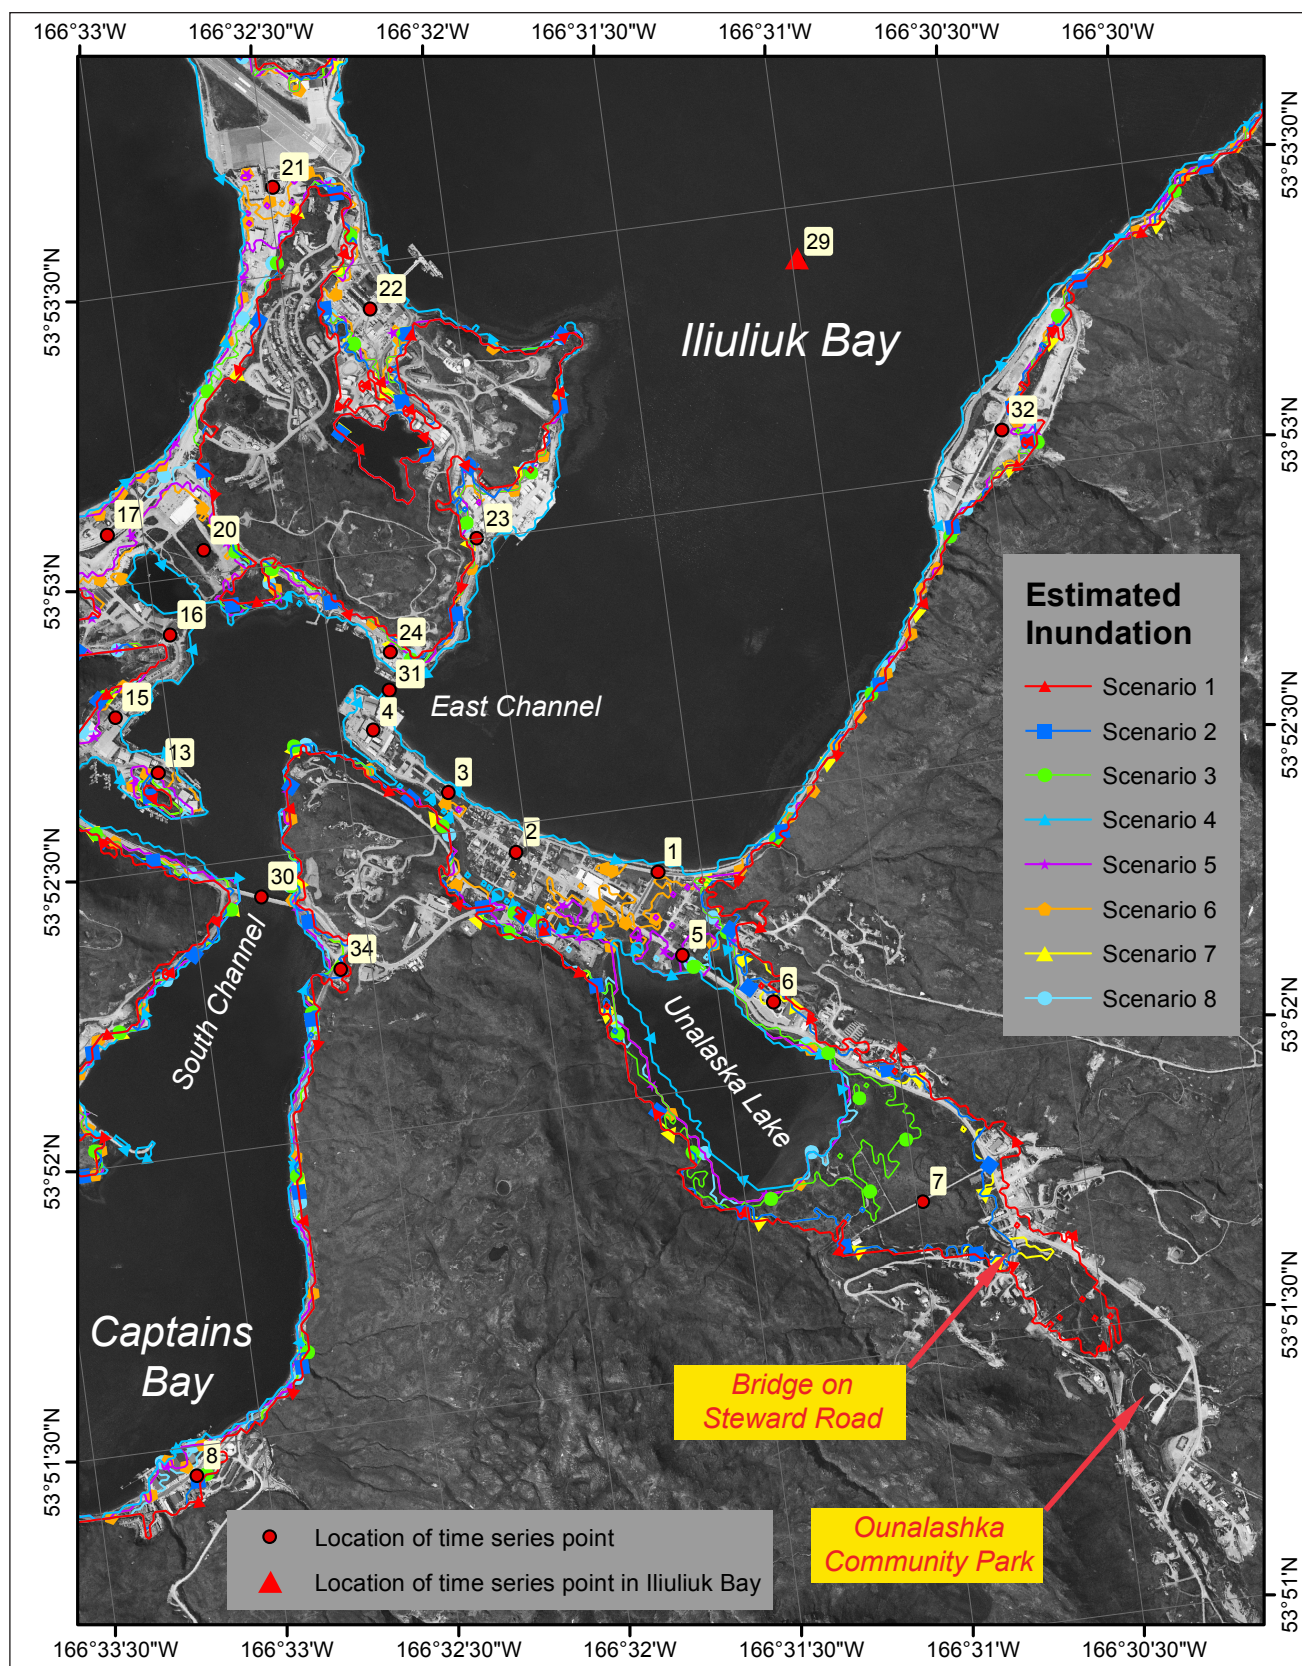 166°33'W 166°32'30"W 166°32'W 166°31'30"W 166°31'W 166°30'30"W 166°30'W
53°53'30"N
21
29
22
53°53'30"N
Iliuliuk Bay
32
53°53'N
17
20
23
Estimated
Inundation
53°53'N
16
24
31
Scenario 1
15
4
East Channel
53°52'30"N
Scenario 2
13
Scenario 3
3
Scenario 4
2
1
Scenario 5
53°52'30"N
30
Scenario 6
South Channel
34
5
Scenario 7
6
Scenario 8
53°52'N
Unalaska Lake
53°52'N
7
53°51'30"N
Captains
Bay
Bridge on
Steward Road
53°51'30"N
8
Location of time series point
Ounalashka
Community Park
Location of time series point in Iliuliuk Bay
53°51'N
166°33'30"W 166°33'W 166°32'30"W 166°32'W 166°31'30"W 166°31'W 166°30'30"W